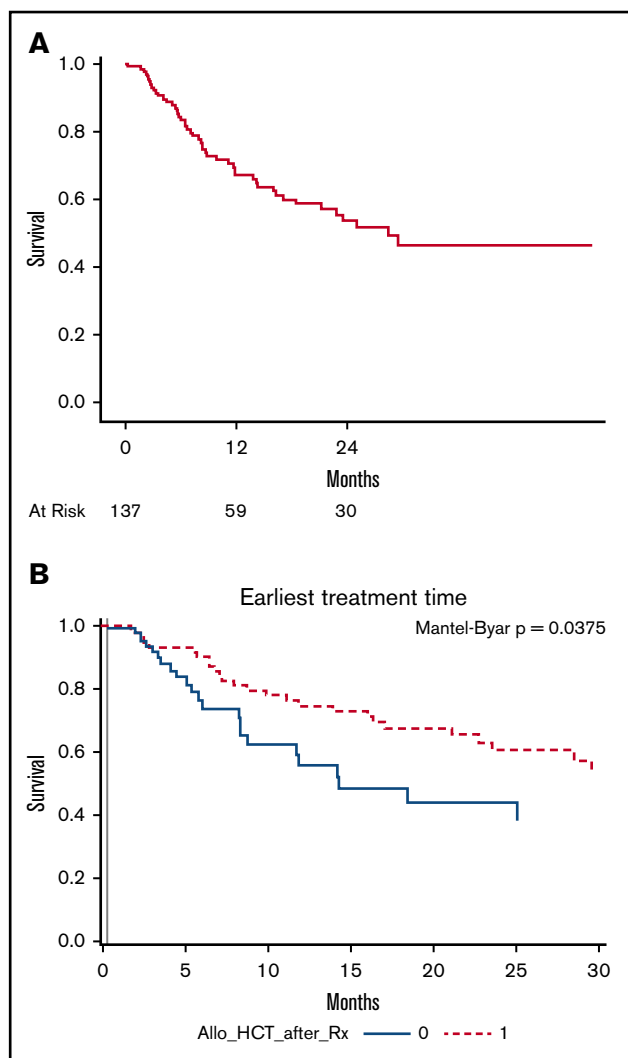 A
1.0
0.8
0.6
0.4
0.2
0.0
Survival
0 12 24
Months
At Risk 137 59 30
B
Earliest treatment time
Mantel-Byar p = 0.0375
1.0
0.8
0.6
0.4
0.2
0.0
Survival
0 5 10 15 20 25 30
Months
Allo_HCT_after_Rx 0 1